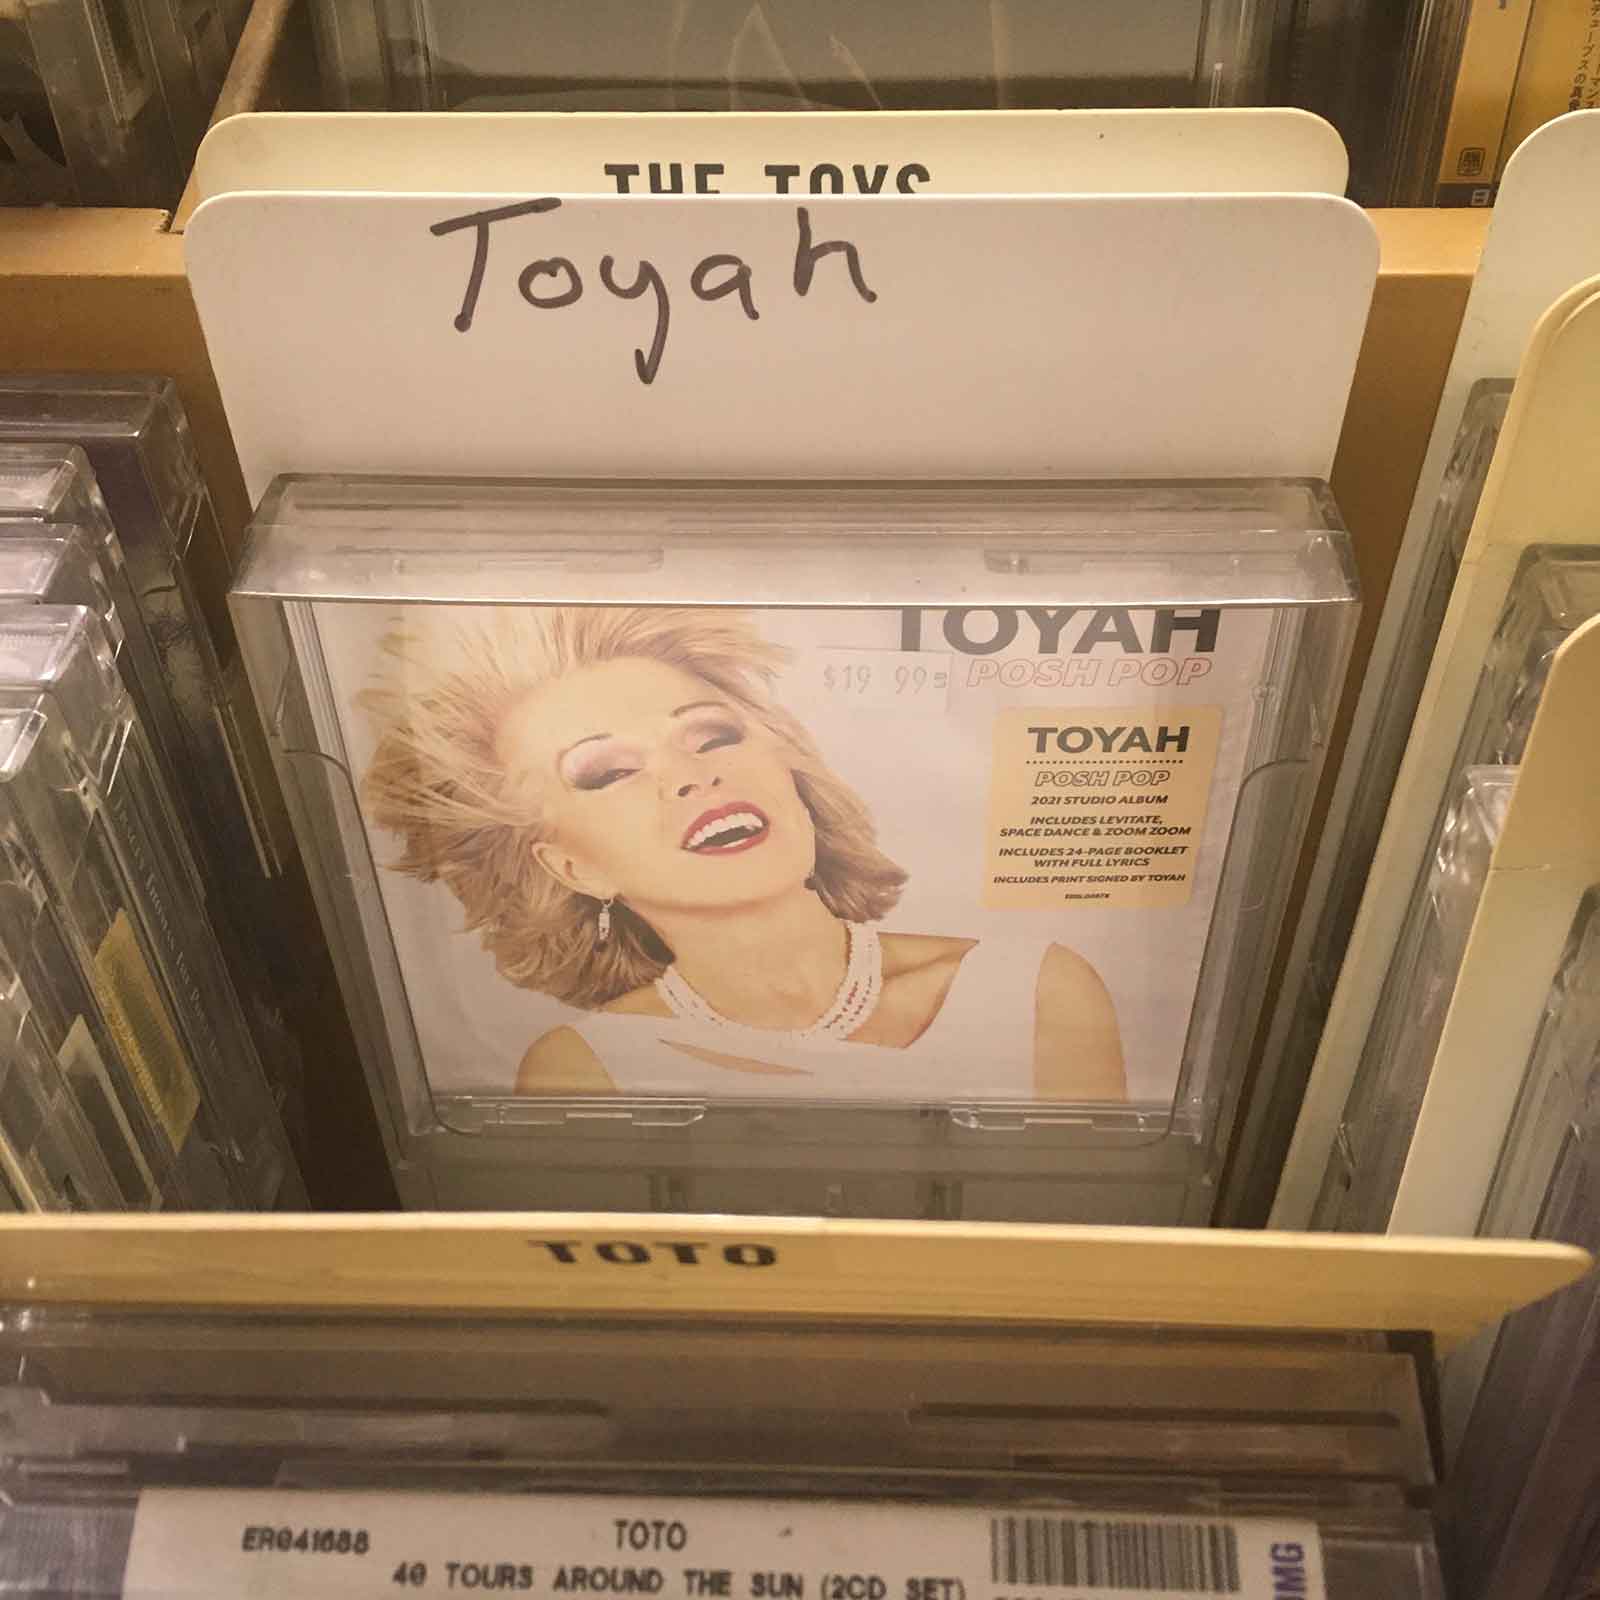 THE TOYS
Toyah
TOYAH
$19 99
POSH POP
TOYAH
POSH POP
2021 STUDIO ALBUM
INCLUDES LEVITATE,
SPACE DANCE & ZOOM ZOOM
INCLUDES 24-PAGE BOOKLET
WITH FULL LYRICS
INCLUDES PRINT SIGNED BY TOYAH
TOTO
ER041688
TOTO
40 TOURS AROUND THE SUN (2CD SET)